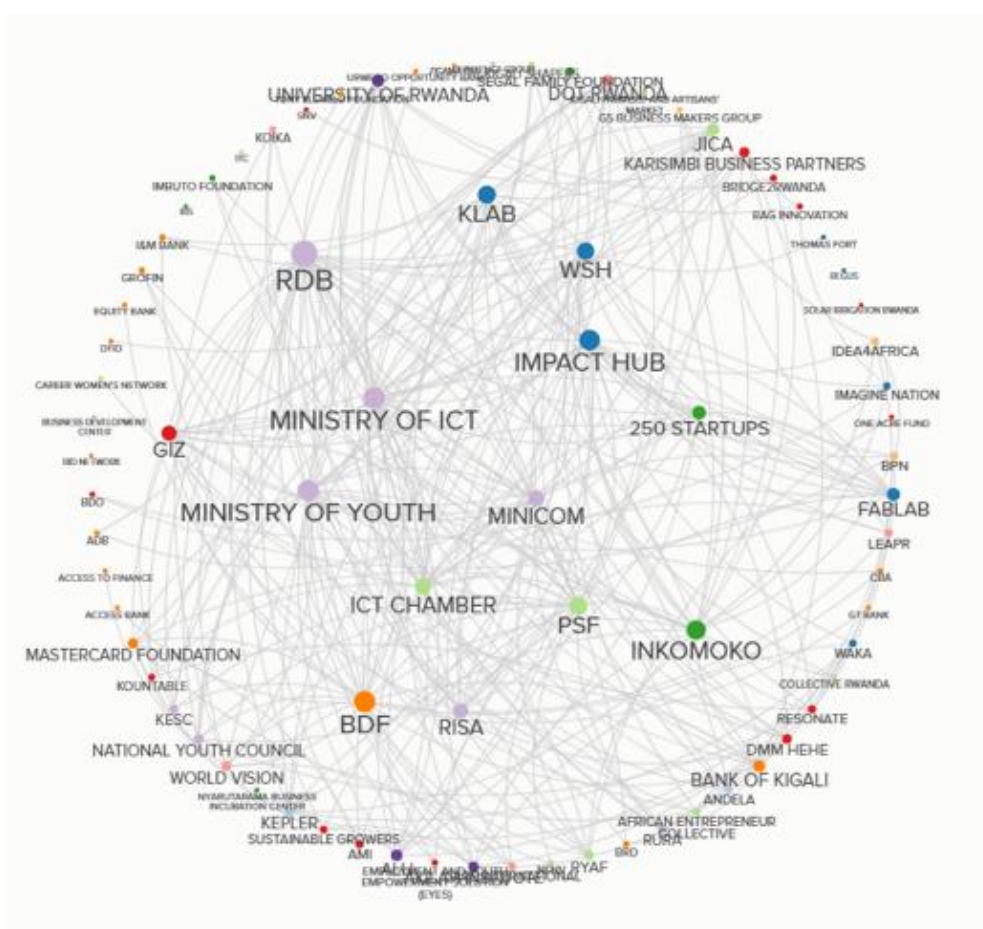 UNIVERSITY OF RWANDA
SEGAL FAMILY FOUNDATION
DOT RWANDA
GS BUSINESS MAKERS GROUP
SNV
KOIKA
JICA
KARISIMBI BUSINESS PARTNERS
IMBUTO FOUNDATION
BRIDGE2RWANDA
KLAB
BAG INNOVATION
I&M BANK
THOMAS FORT
RDB
WSH
GROFIN
EQUITY BANK
SOLAR IRRIGATION RWANDA
DFID
IMPACT HUB
IDEA4AFRICA
CAREER WOMEN'S NETWORK
IMAGINE NATION
MINISTRY OF ICT
250 STARTUPS
BUSINESS DEVELOPMENT
CENTER
ONE ACRE FUND
GIZ
BID NETWORK
BPN
BDO
MINISTRY OF YOUTH
MINICOM
FABLAB
ADB
LEAPR
ACCESS TO FINANCE
CBA
ICT CHAMBER
ACCESS BANK
PSF
GT BANK
MASTERCARD FOUNDATION
INKOMOKO
WAKA
KOUNTABLE
COLLECTIVE RWANDA
KESC
BDF
RISA
RESONATE
NATIONAL YOUTH COUNCIL
DMM HEHE
WORLD VISION
BANK OF KIGALI
NYARUTARAMA BUSINESS
INCUBATION CENTER
ANDELA
KEPLER
AFRICAN ENTREPRENEUR
COLLECTIVE
SUSTAINABLE GROWERS
RURA
AMI
BRD
RYAF
(EYES)